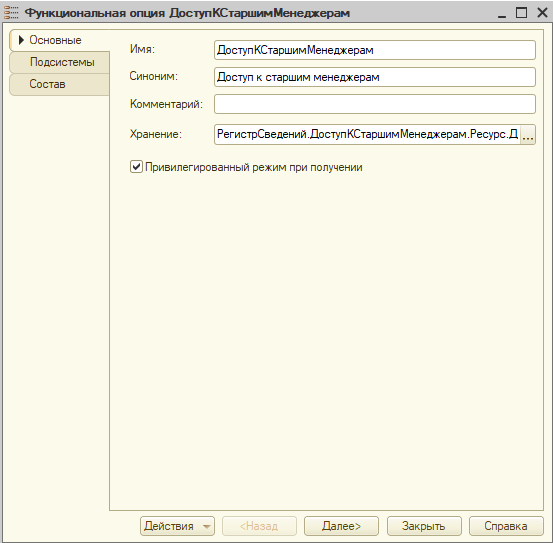 Функциональная опция ДоступКСтаршимМенеджерам
Основные
Подсистемы
Состав
Имя: ДоступКСтаршимМенеджерам
Синоним: Доступ к старшим менеджерам
Комментарий:
Хранение: РегистрСведений.ДоступКСтаршимМенеджерам.Ресурс.Д ...
Привилегированный режим при получении
Действия <Назад Далее> Закрыть Справка